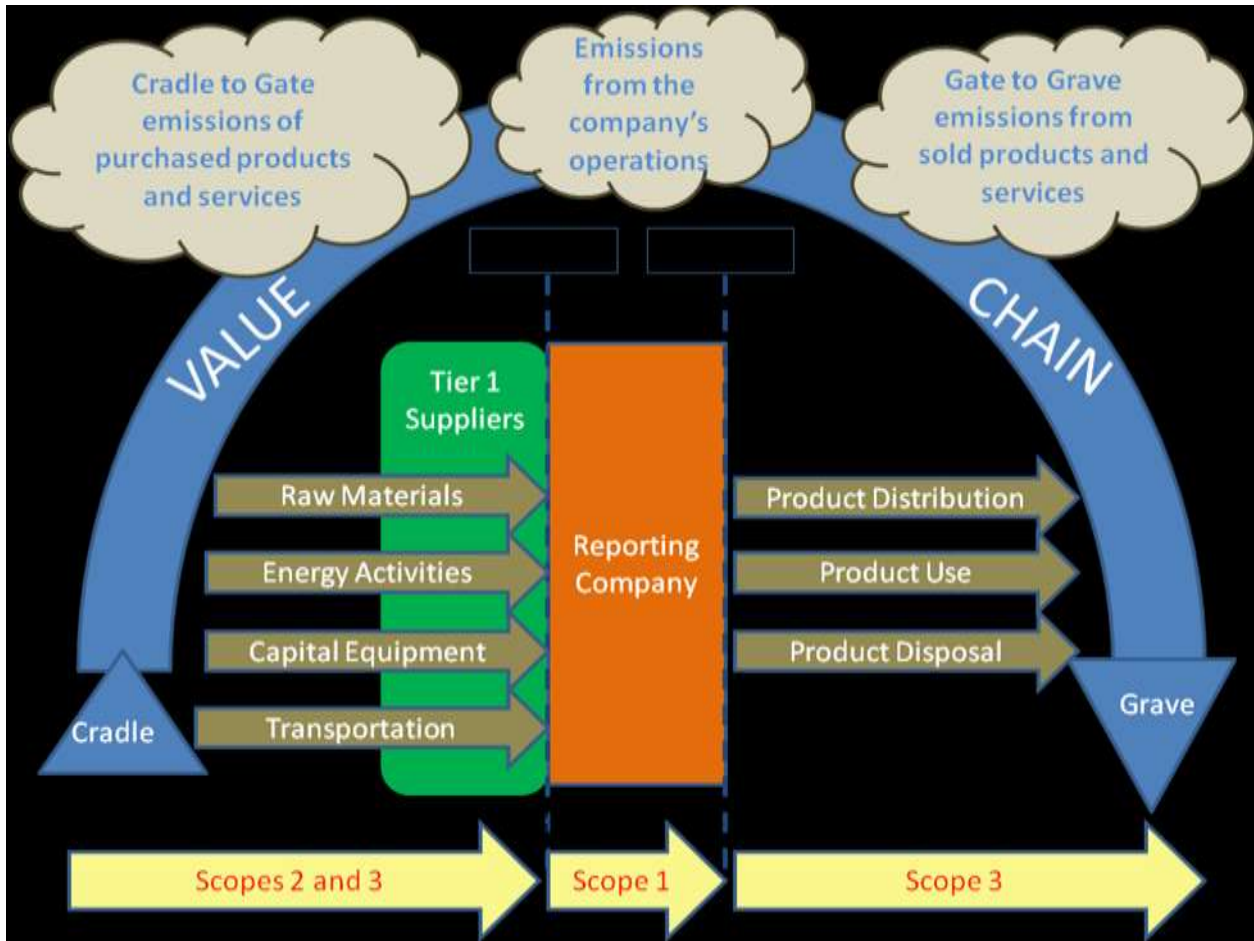 Cradle to Gate
emissions of
purchased products
and services
Emissions
from the
company's
operations
Gate to Grave
emissions from
sold products and
services
VALUE
CHAIN
Tier 1
Suppliers
Raw Materials
Energy Activities
Capital Equipment
Transportation
Reporting
Company
Product Distribution
Product Use
Product Disposal
Cradle
Grave
Scopes 2 and 3
Scope 1
Scope 3